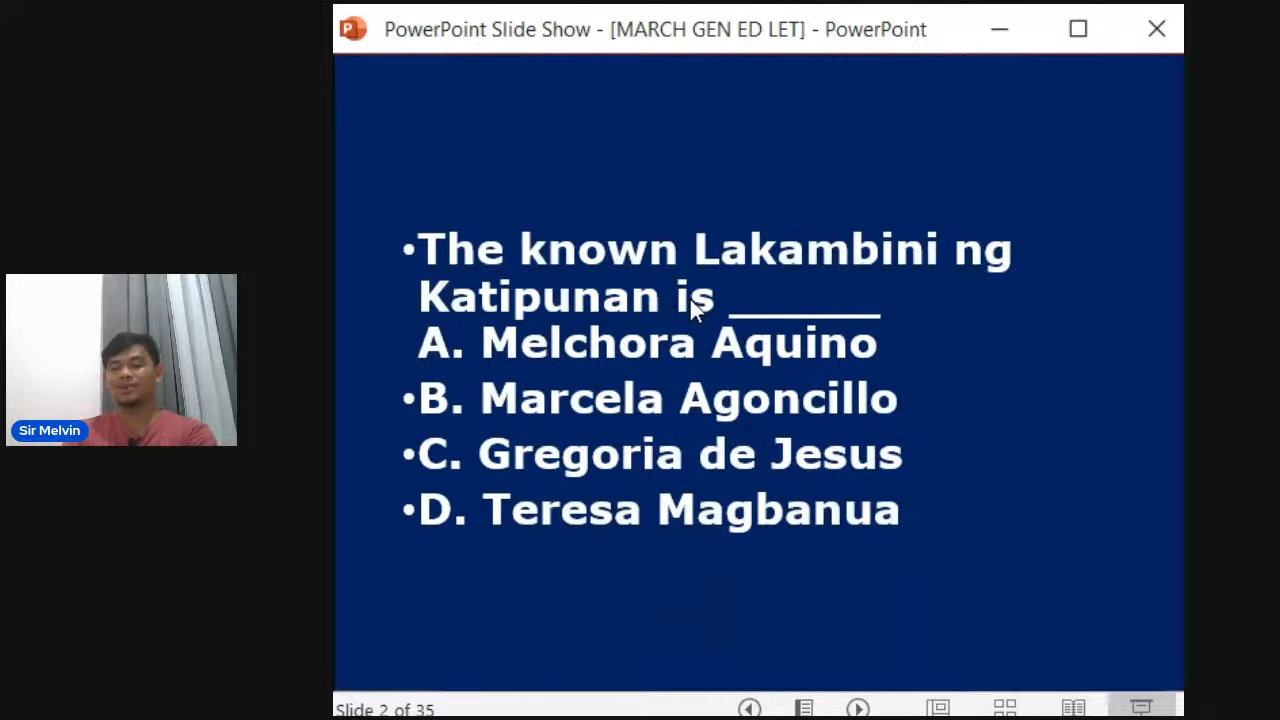 PowerPoint Slide Show - [MARCH GEN ED LET] - PowerPoint
•The known Lakambini ng
Katipunan is _______
A. Melchora Aquino
•B. Marcela Agoncillo
•C. Gregoria de Jesus
•D. Teresa Magbanua
Sir Melvin
Slide 2 of 35